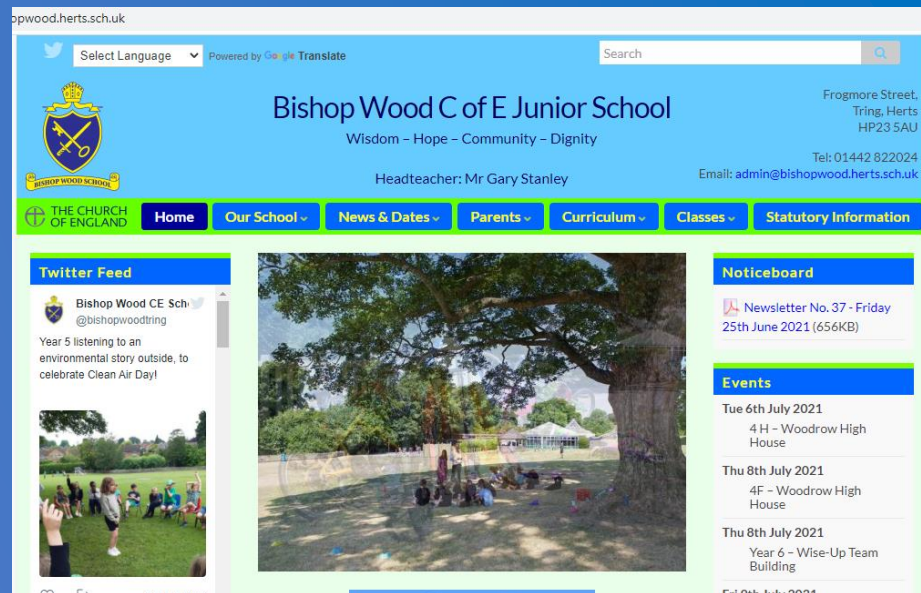 opwood.herts.sch.uk
Select Language
Powered by Google Translate
Search
BISHOP WOOD SCHOOL
Bishop Wood C of E Junior School
Wisdom – Hope – Community – Dignity
Headteacher: Mr Gary Stanley
Frogmore Street,
Tring, Herts
HP23 5AU
Tel: 01442 822024
Email: admin@bishopwood.herts.sch.uk
THE CHURCH
OF ENGLAND
Home
Our School
News & Dates
Parents
Curriculum
Classes
Statutory Information
Twitter Feed
Bishop Wood CE Sch
@bishopwoodtring
Year 5 listening to an
environmental story outside, to
celebrate Clean Air Day!
Noticeboard
Newsletter No. 37 - Friday
25th June 2021 (656KB)
Events
Tue 6th July 2021
4 H – Woodrow High
House
Thu 8th July 2021
4F – Woodrow High
House
Thu 8th July 2021
Year 6 – Wise-Up Team
Building
Fri 9th July 2021